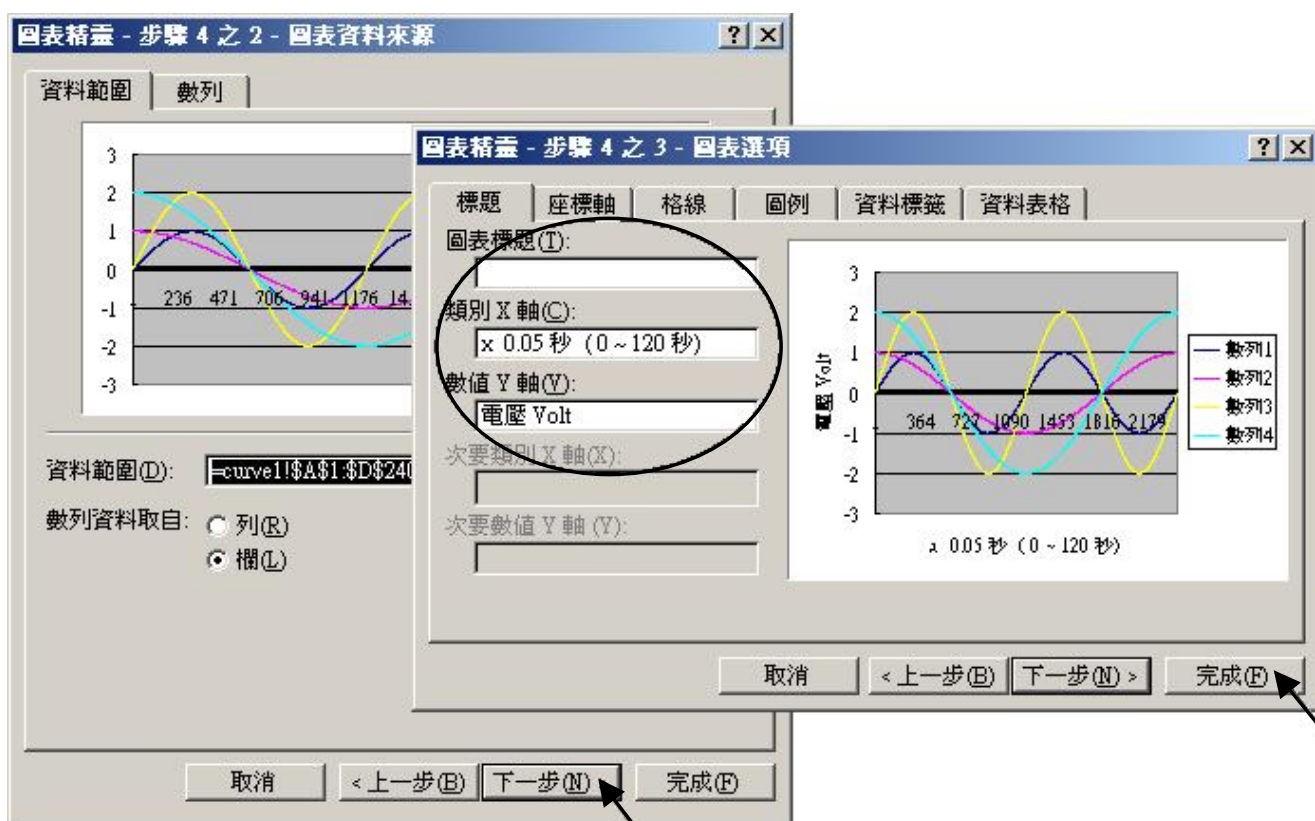 圖表精靈 - 步驟 4 之 2 - 圖表資料來源
資料範圍 數列
3
2
1
0
-1
-2
-3
236 471 706 941 1176 14
資料範圍(D): =curve1!$A$1:$D$240
數列資料取自: 列(R)
欄(L)
取消 <上一步(B) 下一步(N) 完成(F)
圖表精靈 - 步驟 4 之 3 - 圖表選項
標題 座標軸 格線 圖例 資料標籤 資料表格
圖表標題(T):
類別 X 軸(C):
x 0.05 秒 (0 ~ 120 秒)
數值 Y 軸(V):
電壓 Volt
次要類別 X 軸(X):
次要數值 Y 軸 (Y):
電壓 Volt
3
2
1
0
-1
-2
-3
364 727 1090 1453 1816 2179
x 0.05 秒 (0 ~ 120 秒)
數列1
數列2
數列3
數列4
取消 <上一步(B) 下一步(N) > 完成(F)